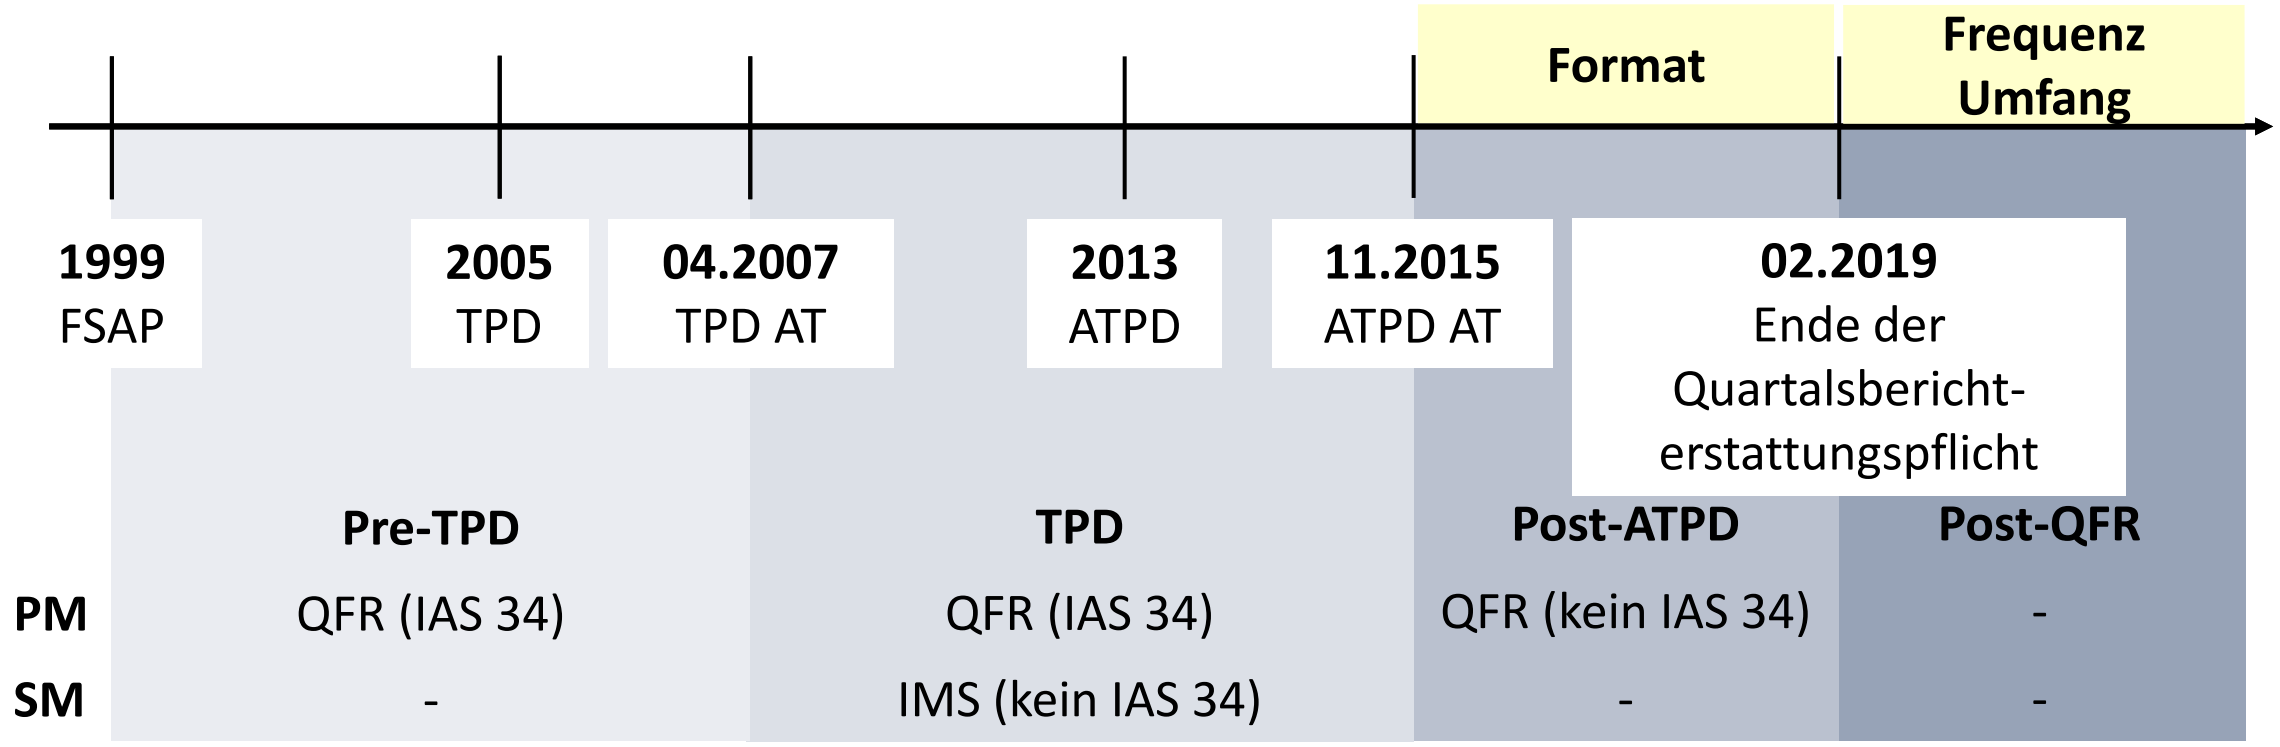 Format
Frequenz
Umfang
1999
FSAP
2005
TPD
04.2007
TPD AT
2013
ATPD
11.2015
ATPD AT
02.2019
Ende der
Quartalsbericht-
erstattungspflicht
Pre-TPD
TPD
Post-ATPD
Post-QFR
PM
QFR (IAS 34)
QFR (IAS 34)
QFR (kein IAS 34)
-
SM
-
IMS (kein IAS 34)
-
-